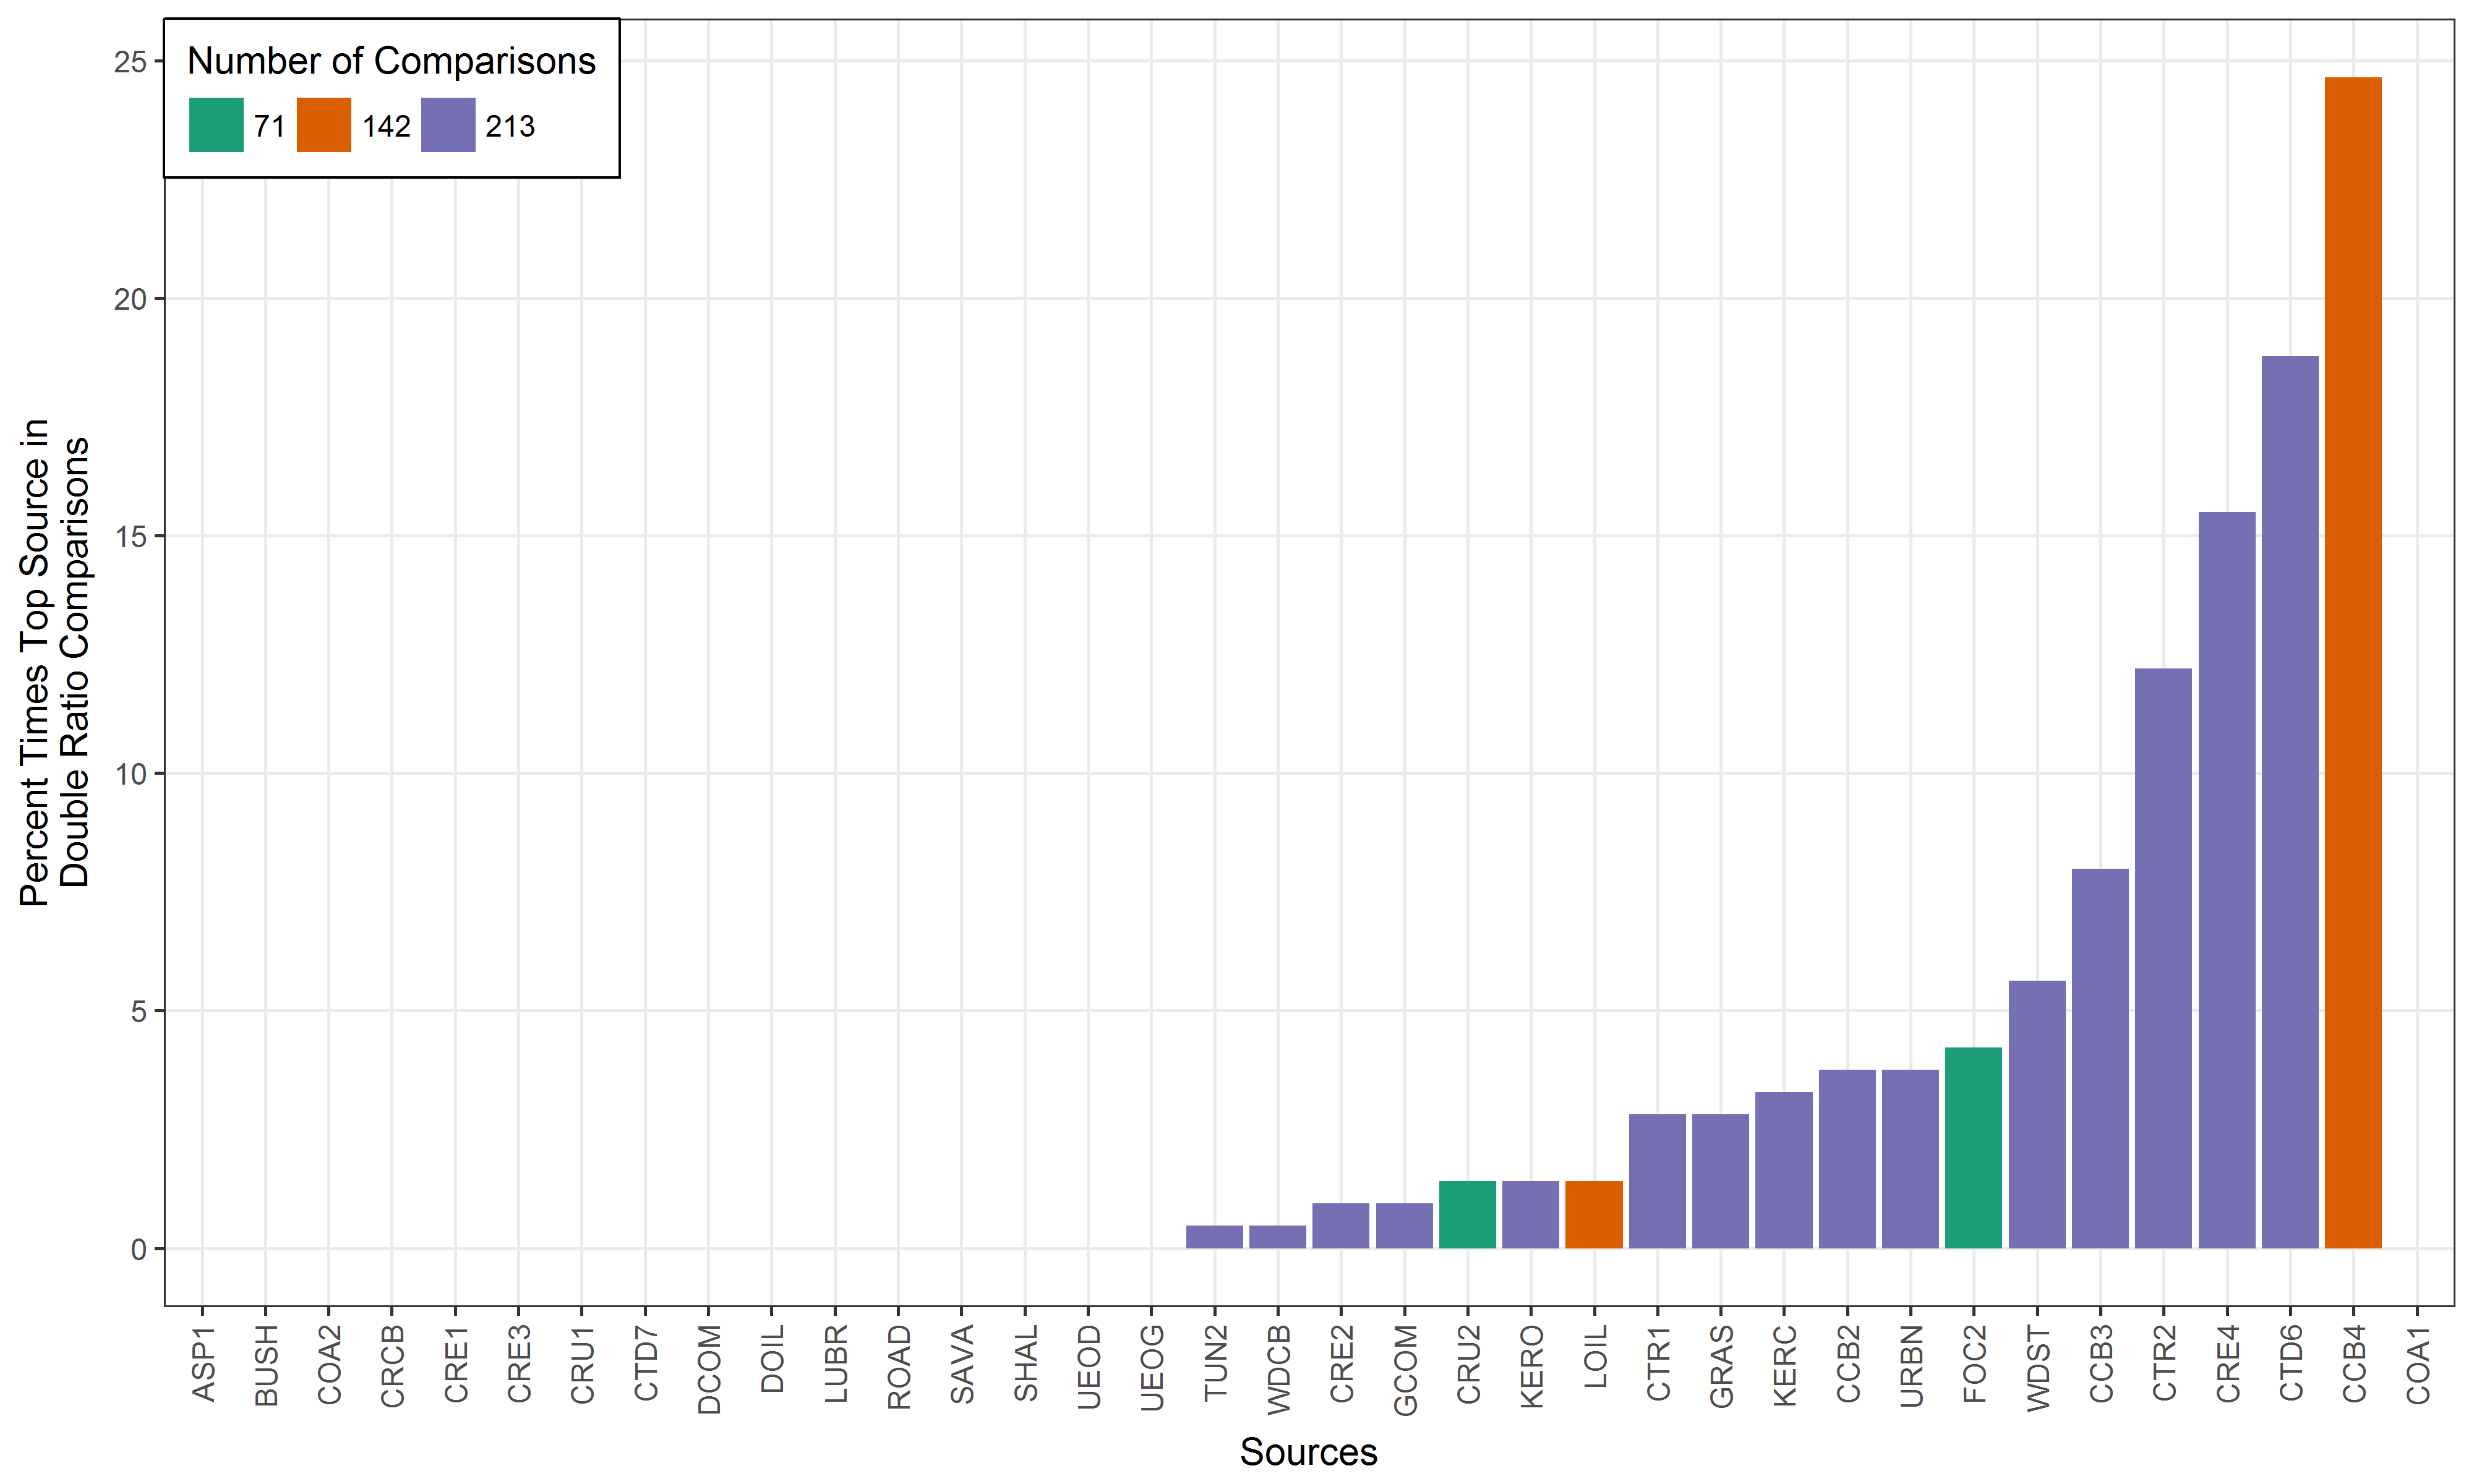 Number of Comparisons
71 142 213
Percent Times Top Source in
Double Ratio Comparisons
25
20
15
10
5
0
ASP1 BUSH COA2 CRCB CRE1 CRE3 CRU1 CTD7 DCOM DOIL LUBR ROAD SAVA SHAL UEOD UEOG TUN2 WDCB CRE2 GCOM CRU2 KERO LOIL CTR1 GRAS KERC CCB2 URBN FOC2 WDST CCB3 CTR2 CRE4 CTD6 CCB4 COA1
Sources